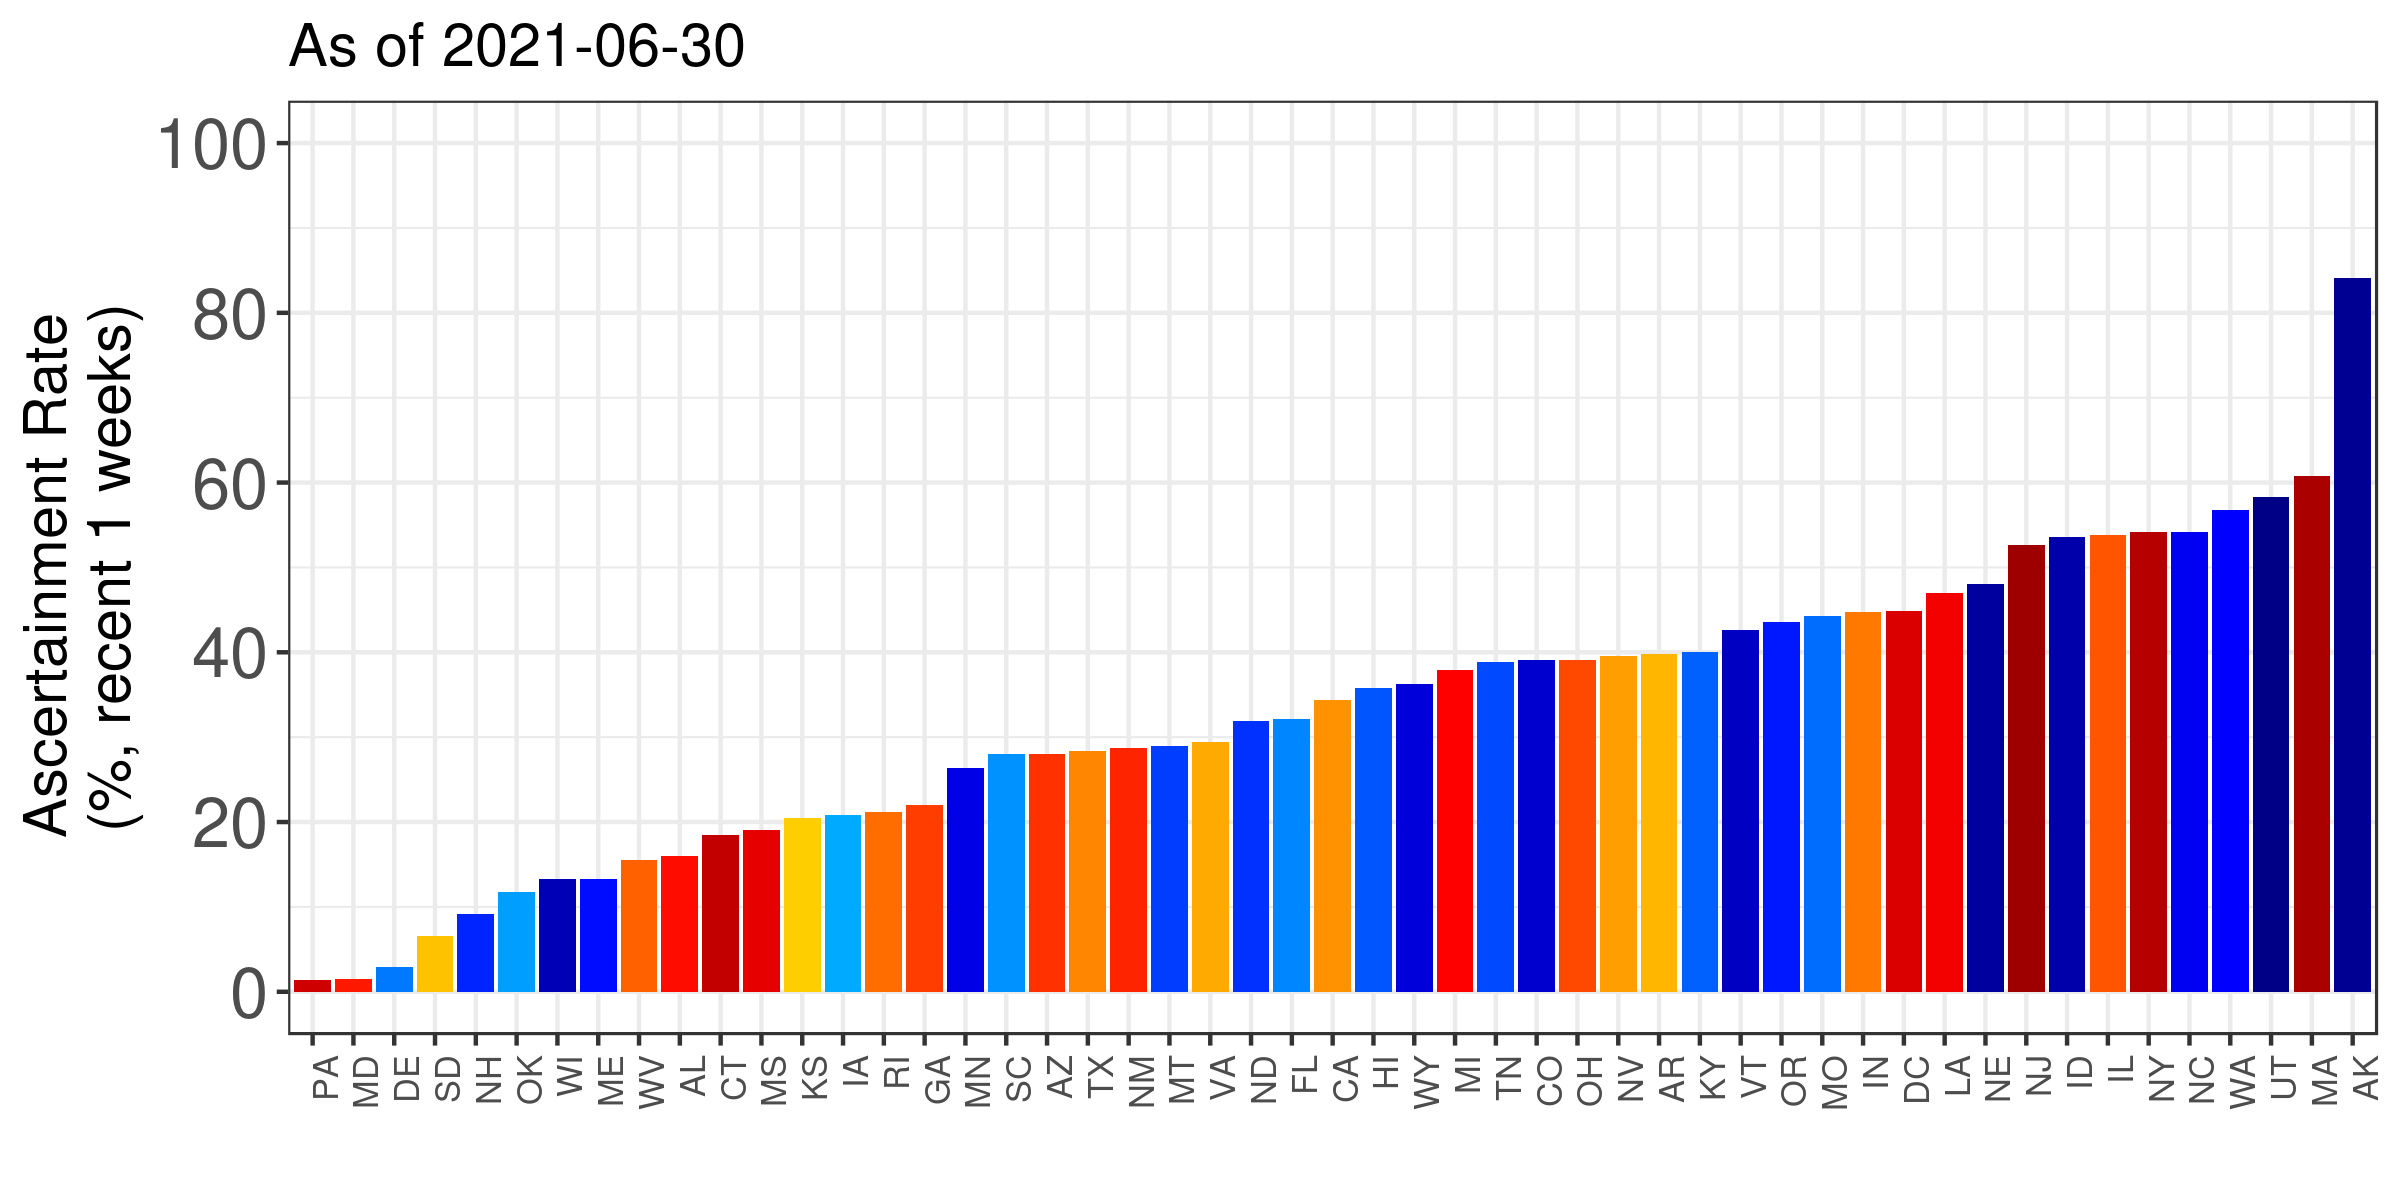 As of 2021-06-30
Ascertainment Rate
(%, recent 1 weeks)
100
80
60
40
20
0
PA MD DE SD NH OK WI ME WV AL CT MS KS IA RI GA MN SC AZ TX NM MT VA ND FL CA HI WY MI TN CO OH NV AR KY VT OR MO IN DC LA NE NJ ID IL NY NC WA UT MA AK